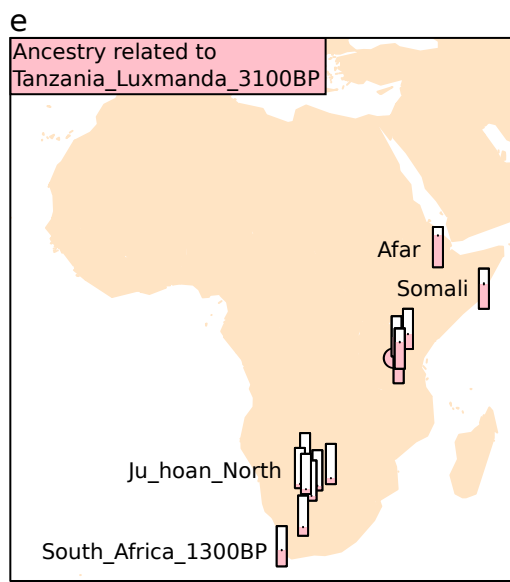 e
Ancestry related to
Tanzania_Luxmanda_3100BP
Afar
Somali
Ju_hoan_North
South_Africa_1300BP